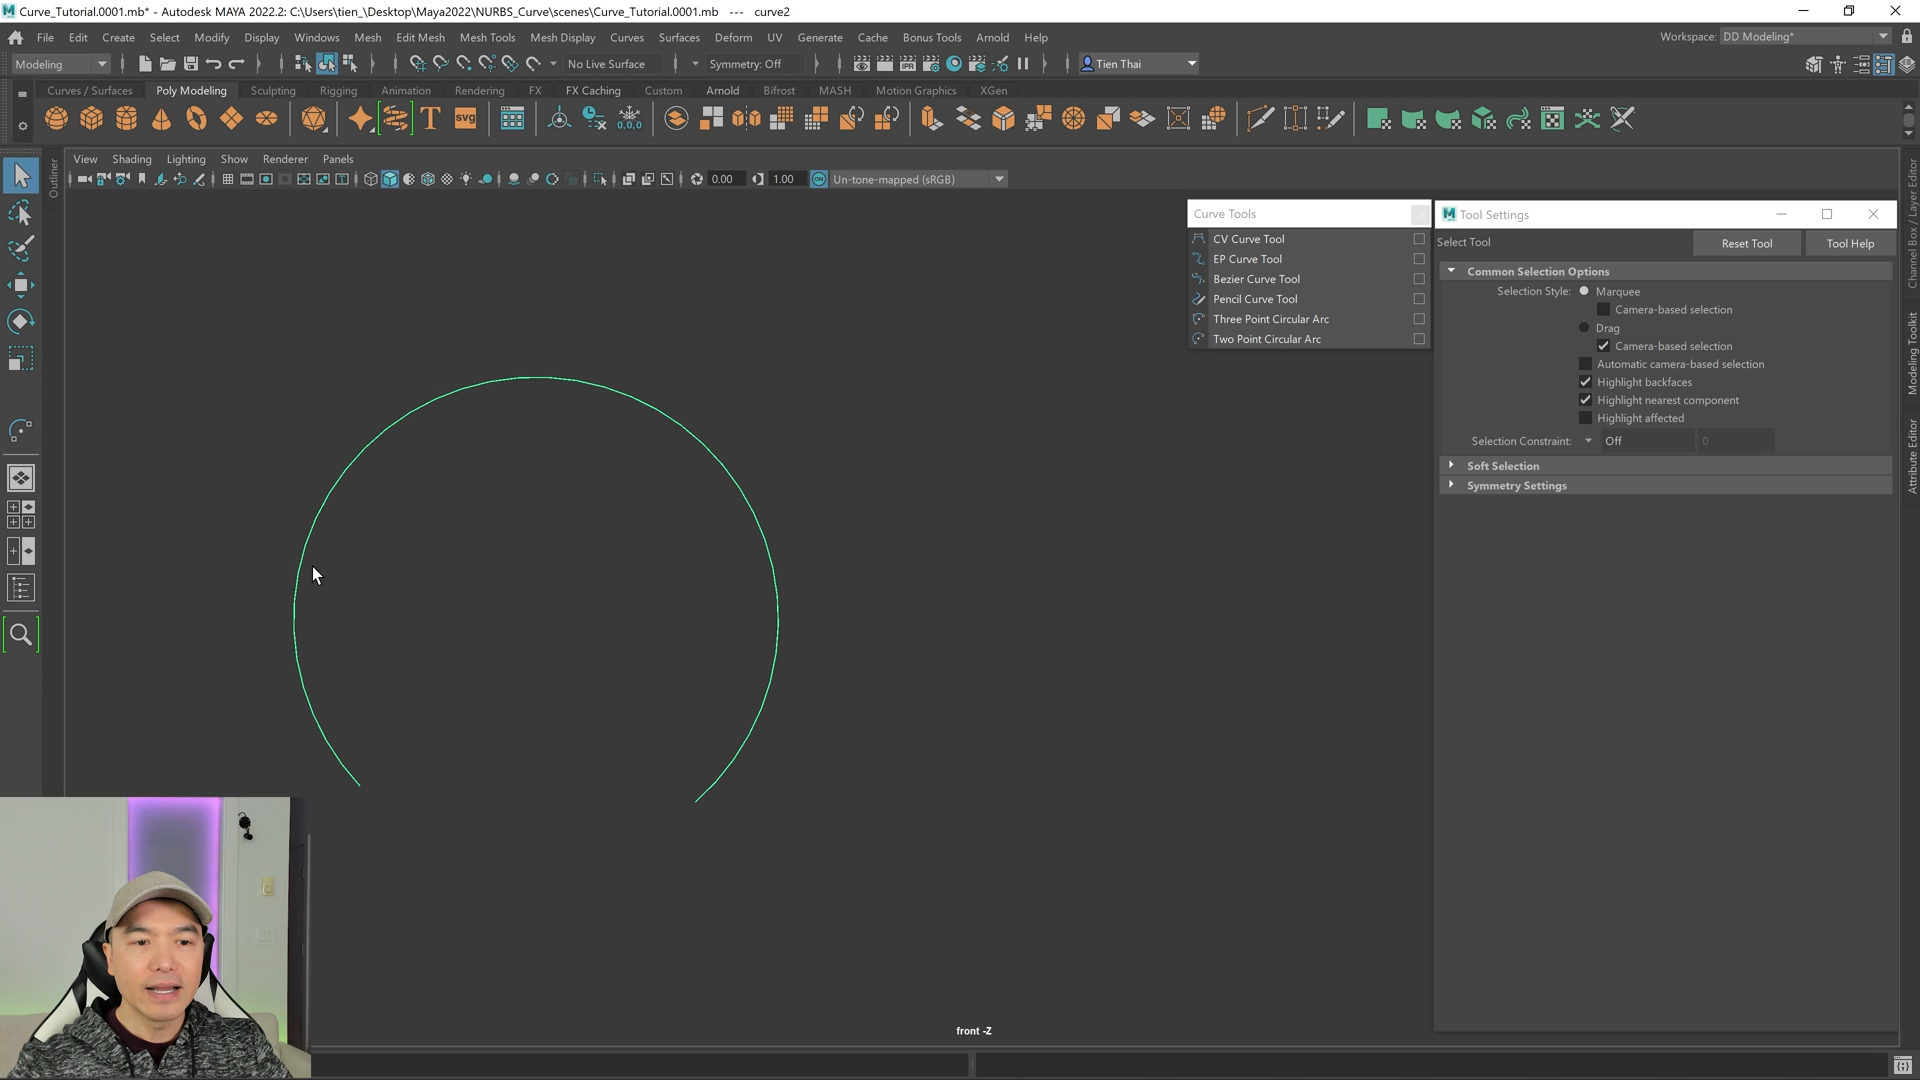 Curve_Tutorial.0001.mb* - Autodesk MAYA 2022.2: C:\Users\tien_\Desktop\Maya2022\NURBS_Curve\scenes\Curve_Tutorial.0001.mb   ---   curve2
File Edit Create Select Modify Display Windows Mesh Edit Mesh Mesh Tools Mesh Display Curves Surfaces Deform UV Generate Cache Bonus Tools Arnold Help Workspace: DD Modeling*
Modeling No Live Surface Symmetry: Off Tien Thai
Curves / Surfaces Poly Modeling Sculpting Rigging Animation Rendering FX FX Caching Custom Arnold Bifrost MASH Motion Graphics XGen
T SVG 0,0,0
View Shading Lighting Show Renderer Panels
0.00 1.00 ON Un-tone-mapped (sRGB)
Outliner
Curve Tools
CV Curve Tool
EP Curve Tool
Bezier Curve Tool
Pencil Curve Tool
Three Point Circular Arc
Two Point Circular Arc
Tool Settings
Select Tool Reset Tool Tool Help
Common Selection Options
Selection Style: Marquee
Camera-based selection
Drag
Camera-based selection
Automatic camera-based selection
Highlight backfaces
Highlight nearest component
Highlight affected
Selection Constraint: Off 0
Soft Selection
Symmetry Settings
Channel Box / Layer Editor
Modeling Toolkit
Attribute Editor
front -Z